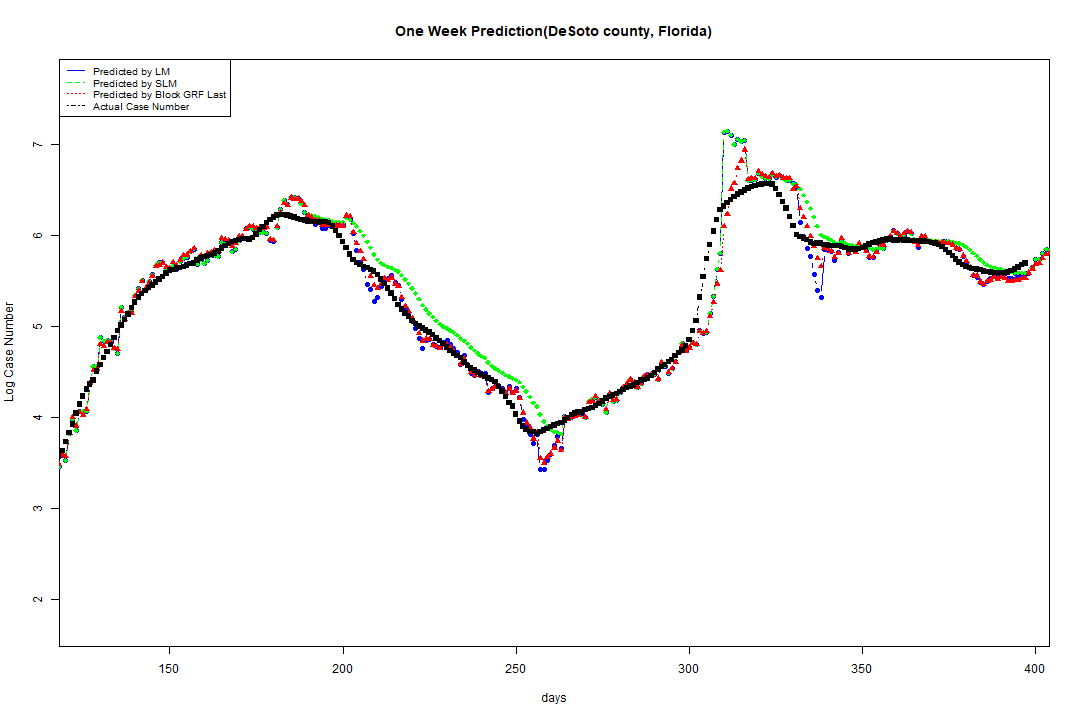 One Week Prediction(DeSoto county, Florida)
Predicted by LM
Predicted by SLM
Predicted by Block GRF Last
Actual Case Number
7
6
5
4
3
2
Log Case Number
150 200 250 300 350 400
days